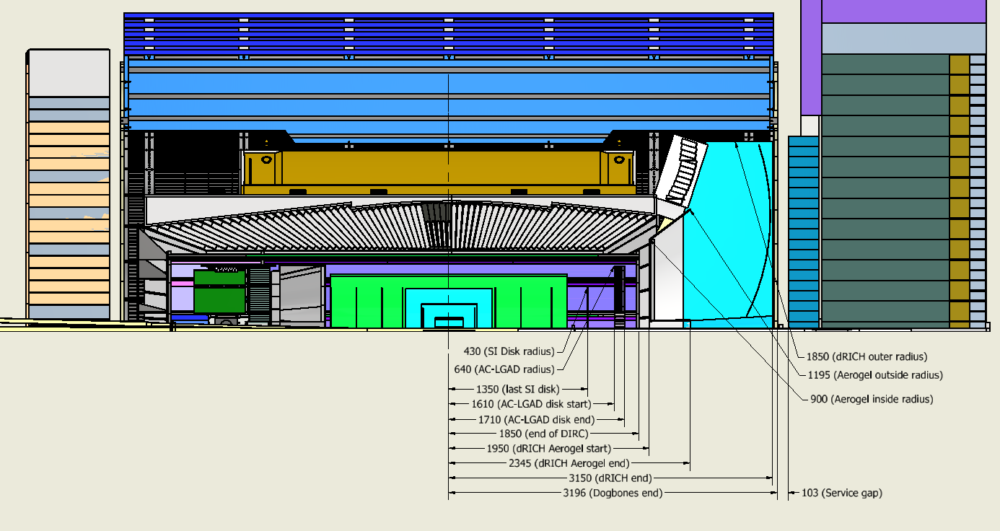 430 (SI Disk radius)
640 (AC-LGAD radius)
1350 (last SI disk)
1610 (AC-LGAD disk start)
1710 (AC-LGAD disk end)
1850 (end of DIRC)
1950 (dRICH Aerogel start)
2345 (dRICH Aerogel end)
3150 (dRICH end)
3196 (Dogbones end)
103 (Service gap)
1850 (dRICH outer radius)
1195 (Aerogel outside radius)
900 (Aerogel inside radius)